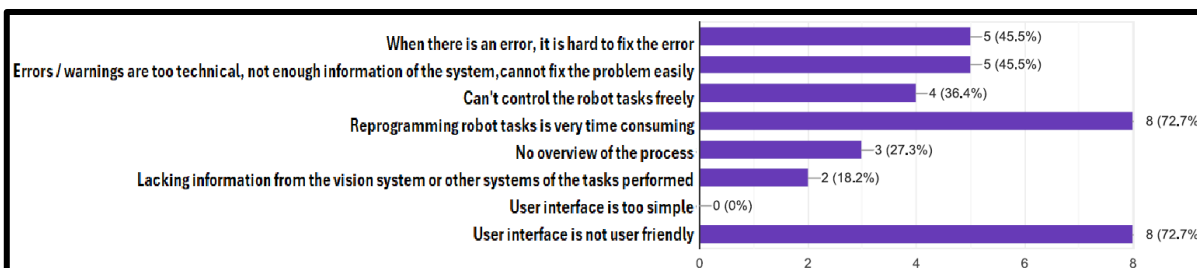 When there is an error, it is hard to fix the error 5 (45.5%)
Errors / warnings are too technical, not enough information of the system, cannot fix the problem easily 5 (45.5%)
Can't control the robot tasks freely 4 (36.4%)
Reprogramming robot tasks is very time consuming 8 (72.7%
No overview of the process 3 (27.3%)
Lacking information from the vision system or other systems of the tasks performed 2 (18.2%)
User interface is too simple 0 (0%)
User interface is not user friendly 8 (72.7%
0 2 4 6 8